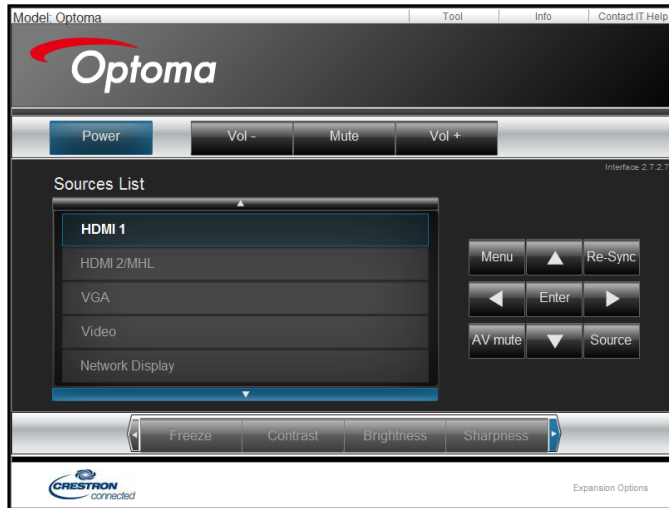 Model: Optoma
Tool Info Contact IT Help
Optoma
Power Vol - Mute Vol +
Interface 2.7.2.7
Sources List
HDMI 1
HDMI 2/MHL
VGA
Video
Network Display
Menu Re-Sync
Enter
AV mute Source
Freeze Contrast Brightness Sharpness
CRESTRON
connected
Expansion Options